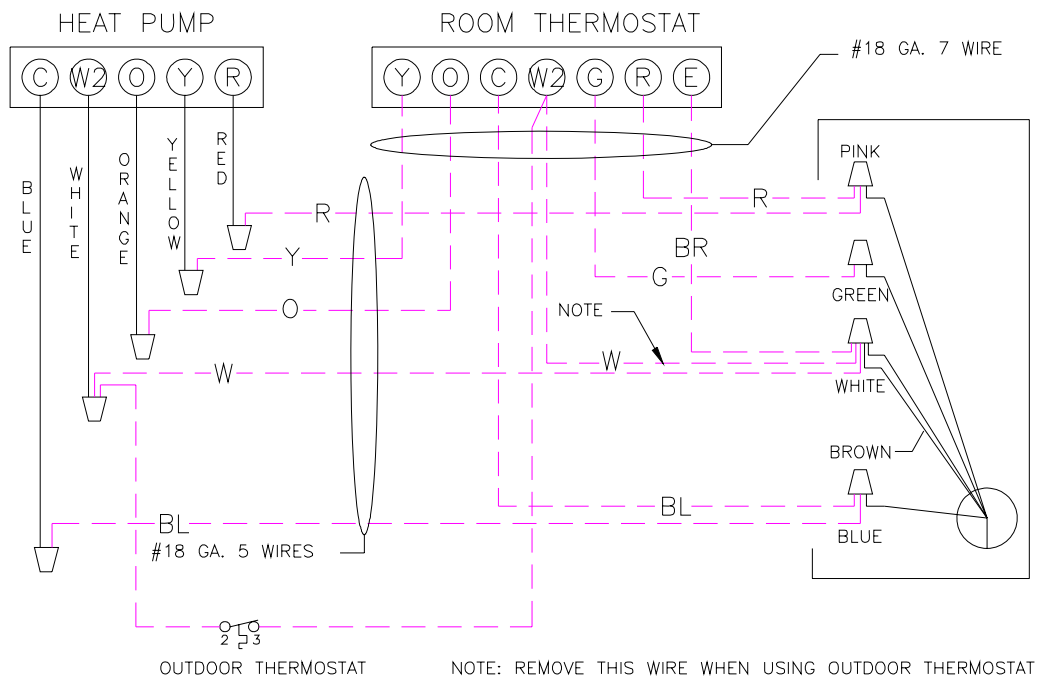 HEAT PUMP
ROOM THERMOSTAT
#18 GA. 7 WIRE
C W2 O Y R
Y O C W2 G R E
BLUE
WHITE
ORANGE
YELLOW
RED
PINK
R
R
BR
Y
G
GREEN
O
NOTE
W
W
WHITE
BROWN
BL
BL
BLUE
#18 GA. 5 WIRES
2 3
OUTDOOR THERMOSTAT
NOTE: REMOVE THIS WIRE WHEN USING OUTDOOR THERMOSTAT